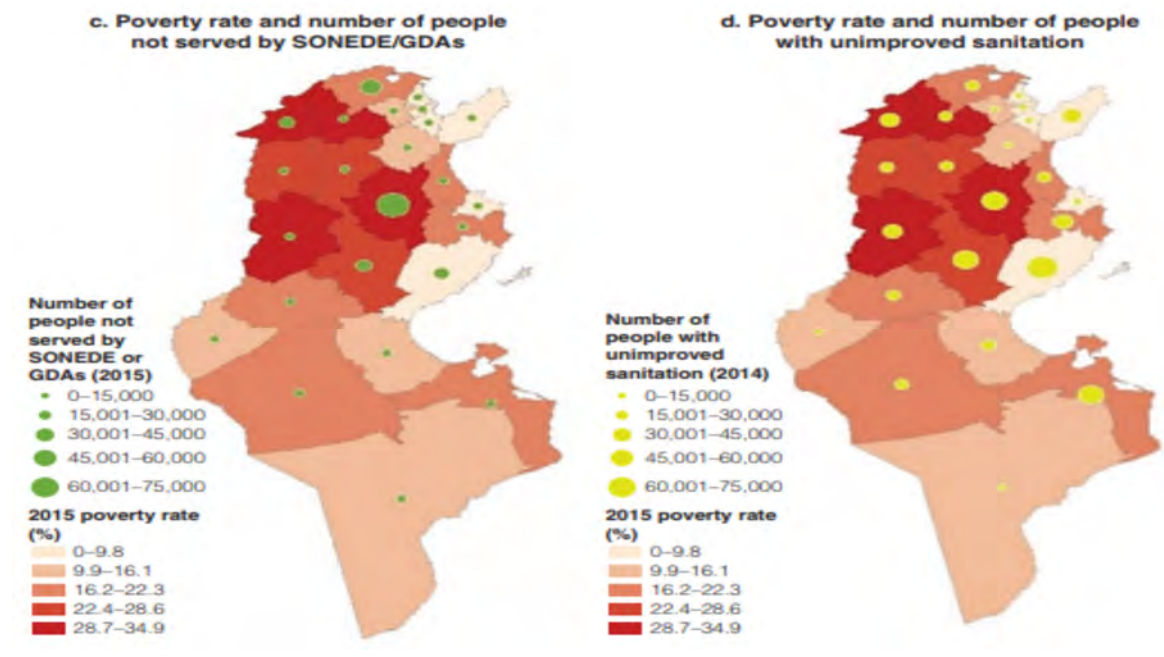 c. Poverty rate and number of people
not served by SONEDE/GDAs
Number of
people not
served by
SONEDE or
GDAs (2015)
0–15,000
15,001–30,000
30,001–45,000
45,001–60,000
60,001–75,000
2015 poverty rate
(%)
0–9.8
9.9–16.1
16.2–22.3
22.4–28.6
28.7–34.9
d. Poverty rate and number of people
with unimproved sanitation
Number of
people with
unimproved
sanitation (2014)
0–15,000
15,001–30,000
30,001–45,000
45,001–60,000
60,001–75,000
2015 poverty rate
(%)
0–9.8
9.9–16.1
16.2–22.3
22.4–28.6
28.7–34.9